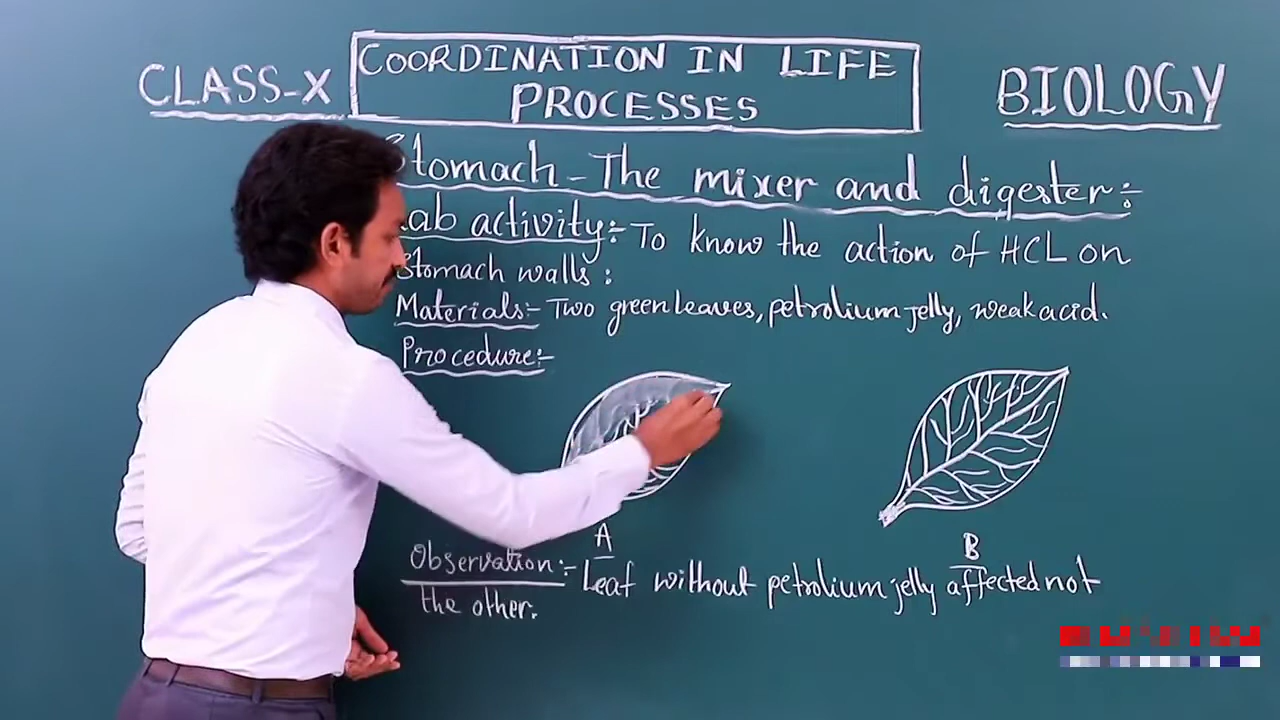 CLASS-X
COORDINATION IN LIFE
PROCESSES
BIOLOGY
Stomach - The mixer and digester:-
Lab activity:- To know the action of HCL on
Stomach walls:
Materials:- Two green leaves, petrolium jelly, weak acid.
Procedure:-
A
B
Observation:- Leaf without petrolium jelly affected not
the other.